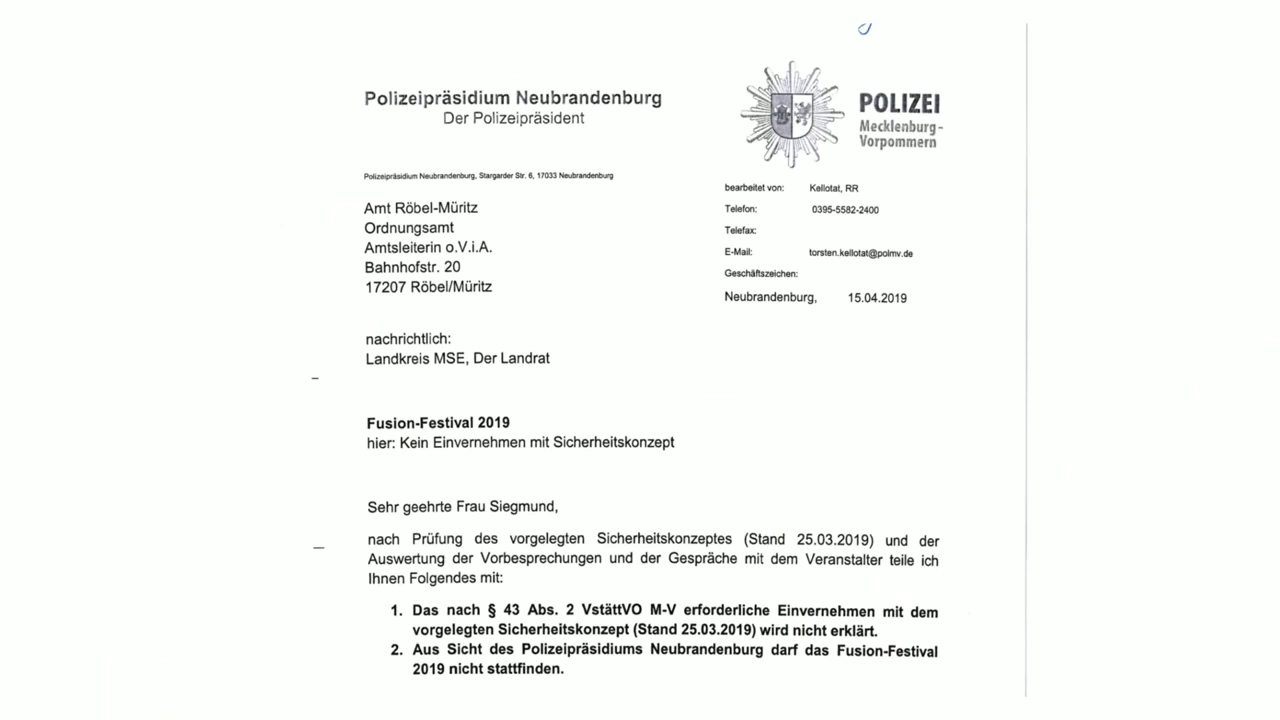 Polizeipräsidium Neubrandenburg
Der Polizeipräsident
POLIZEI
Mecklenburg-
Vorpommern
Polizeipräsidium Neubrandenburg, Stargarder Str. 6, 17033 Neubrandenburg
Amt Röbel-Müritz
Ordnungsamt
Amtsleiterin o.V.i.A.
Bahnhofstr. 20
17207 Röbel/Müritz
bearbeitet von: Kellotat, RR
Telefon: 0395-5582-2400
Telefax:
E-Mail: torsten.kellotat@polmv.de
Geschäftszeichen:
Neubrandenburg, 15.04.2019
nachrichtlich:
Landkreis MSE, Der Landrat
Fusion-Festival 2019
hier: Kein Einvernehmen mit Sicherheitskonzept
Sehr geehrte Frau Siegmund,
nach Prüfung des vorgelegten Sicherheitskonzeptes (Stand 25.03.2019) und der
Auswertung der Vorbesprechungen und der Gespräche mit dem Veranstalter teile ich
Ihnen Folgendes mit:
1. Das nach § 43 Abs. 2 VstättVO M-V erforderliche Einvernehmen mit dem
vorgelegten Sicherheitskonzept (Stand 25.03.2019) wird nicht erklärt.
2. Aus Sicht des Polizeipräsidiums Neubrandenburg darf das Fusion-Festival
2019 nicht stattfinden.